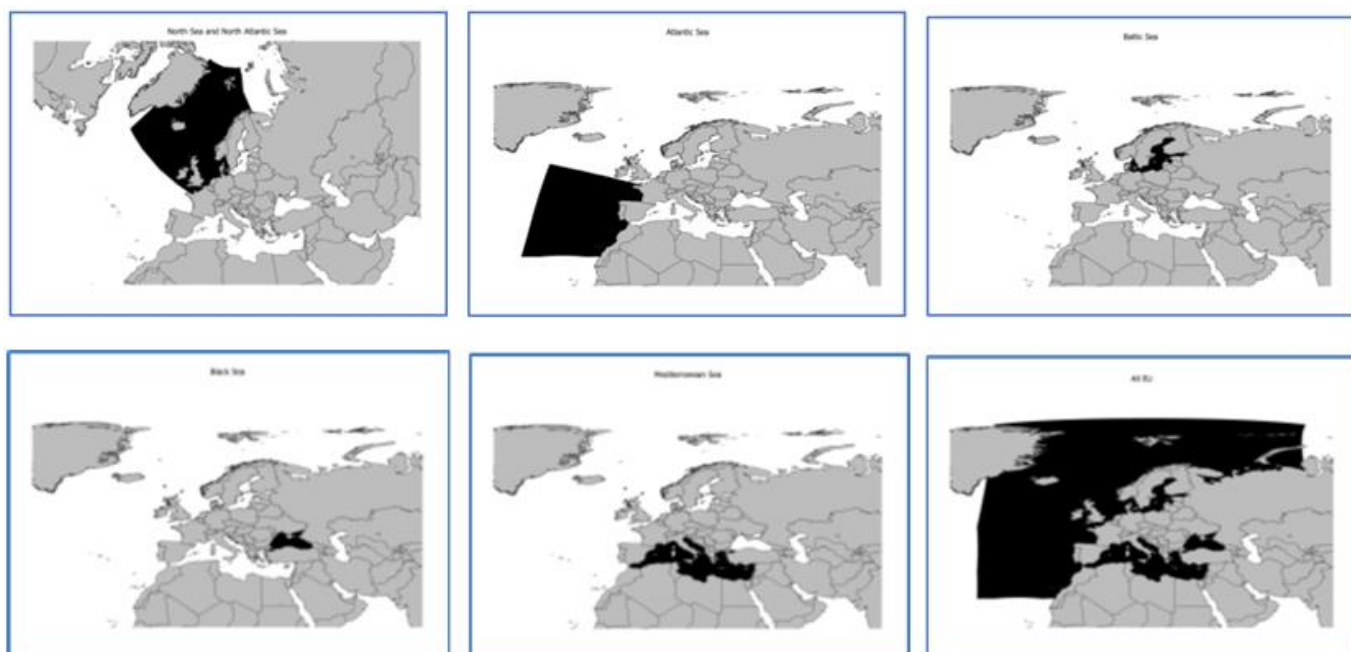 North Sea and North Atlantic Sea
Atlantic Sea
Baltic Sea
Black Sea
Mediterranean Sea
All EU